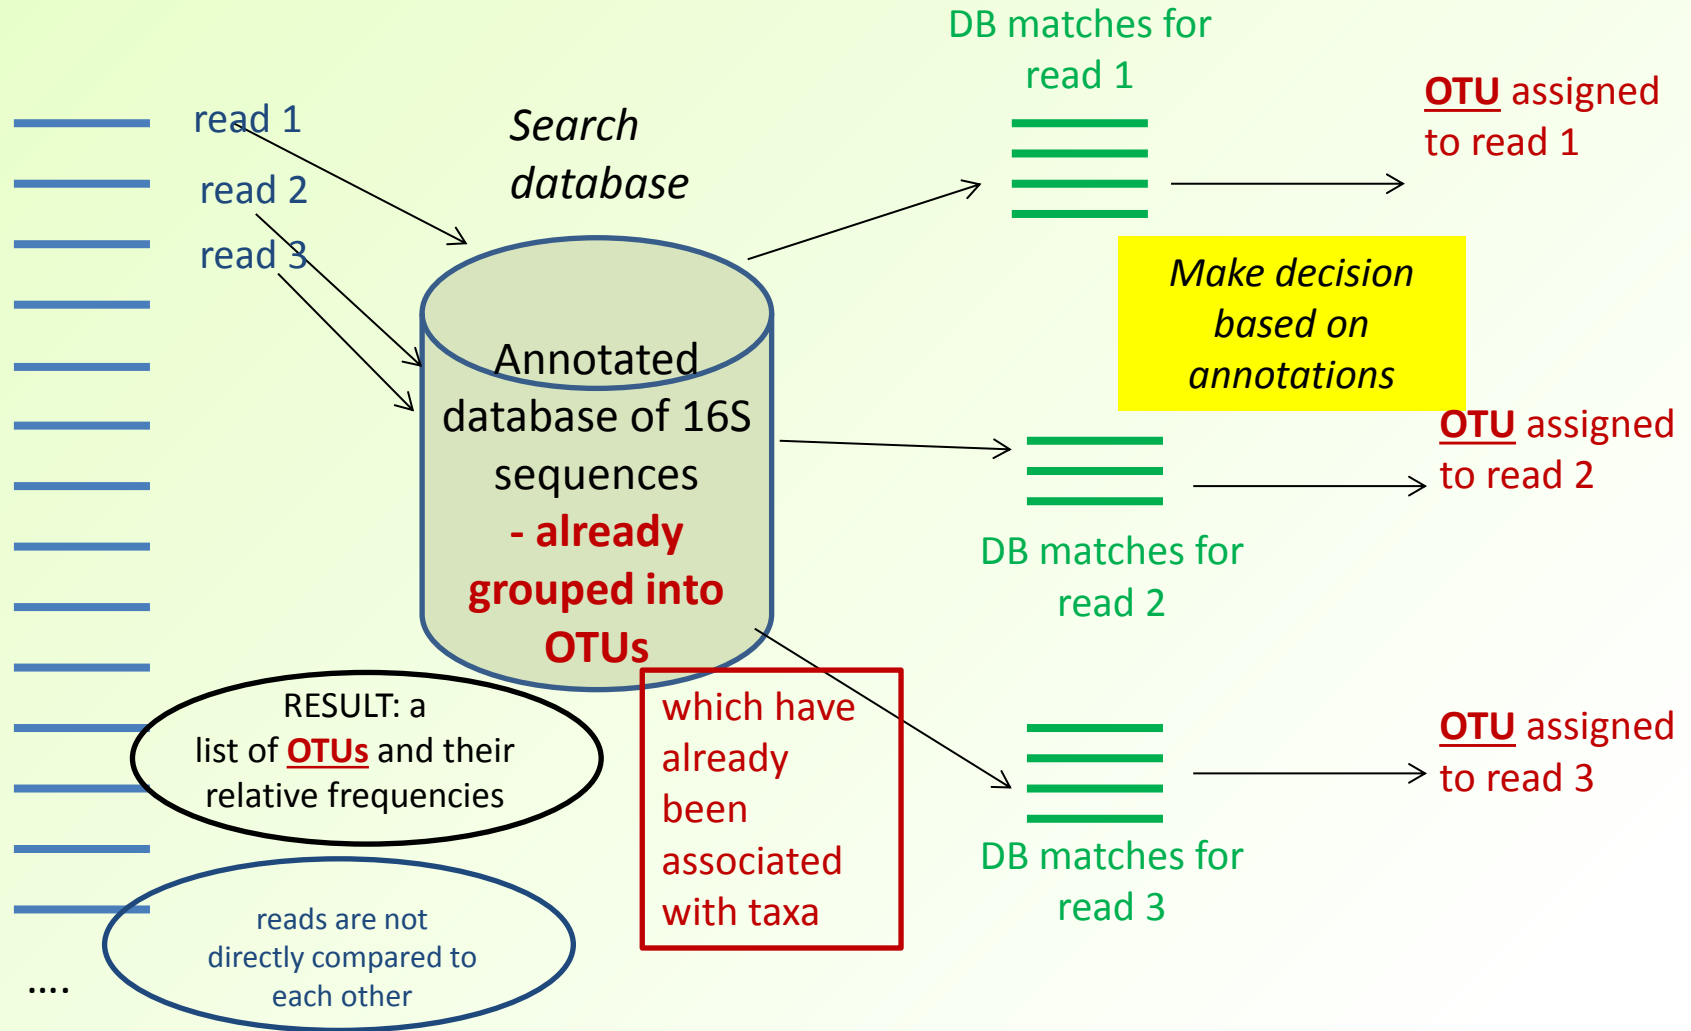 read 1
read 2
read 3
Search
database
Annotated
database of 16S
sequences
- already
grouped into
OTUs
which have
already
been
associated
with taxa
DB matches for
read 1
OTU assigned
to read 1
Make decision
based on
annotations
DB matches for
read 2
OTU assigned
to read 2
DB matches for
read 3
OTU assigned
to read 3
RESULT: a
list of OTUs and their
relative frequencies
reads are not
directly compared to
each other
....